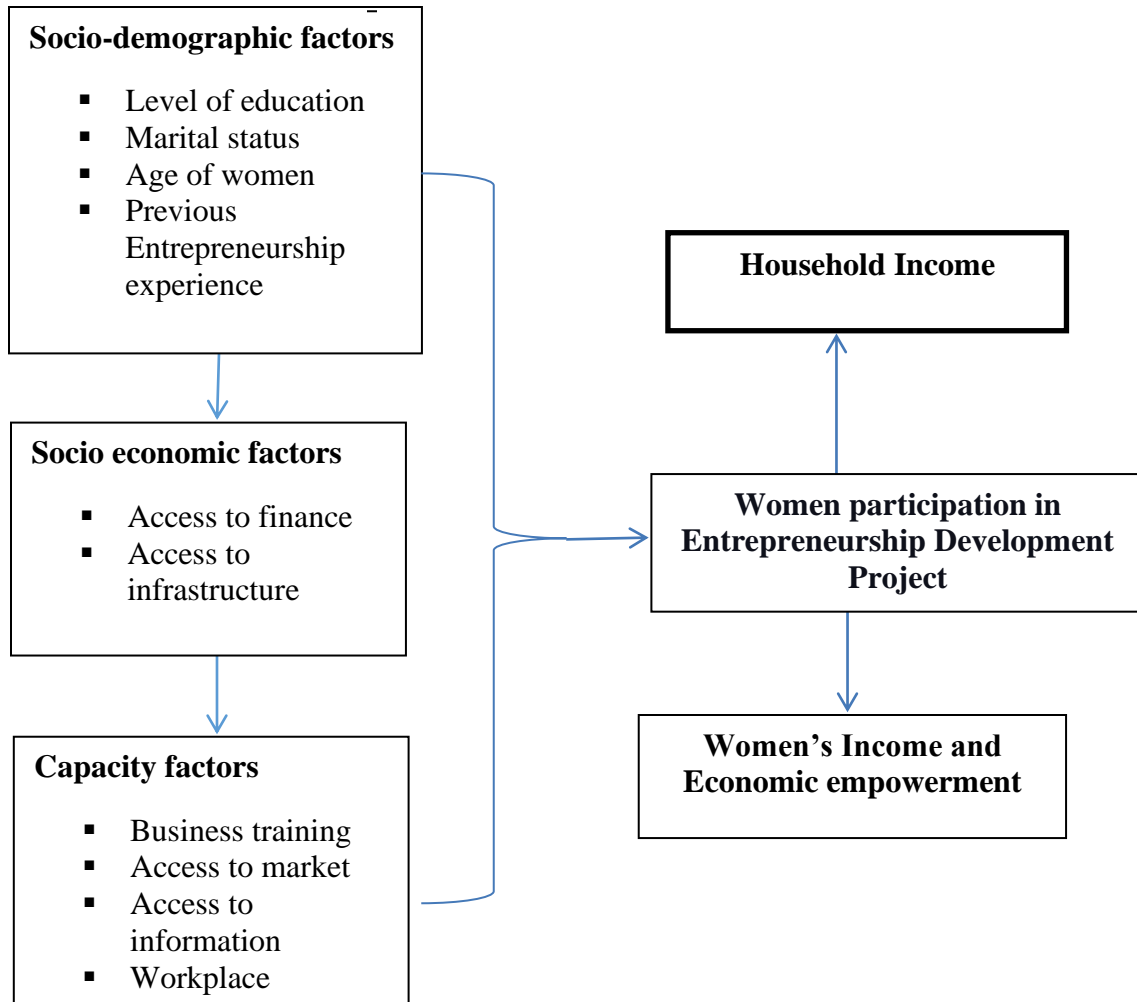 Socio-demographic factors
▪ Level of education
▪ Marital status
▪ Age of women
▪ Previous
Entrepreneurship
experience
Socio economic factors
▪ Access to finance
▪ Access to
infrastructure
Capacity factors
▪ Business training
▪ Access to market
▪ Access to
information
▪ Workplace
Household Income
Women participation in
Entrepreneurship Development
Project
Women’s Income and
Economic empowerment